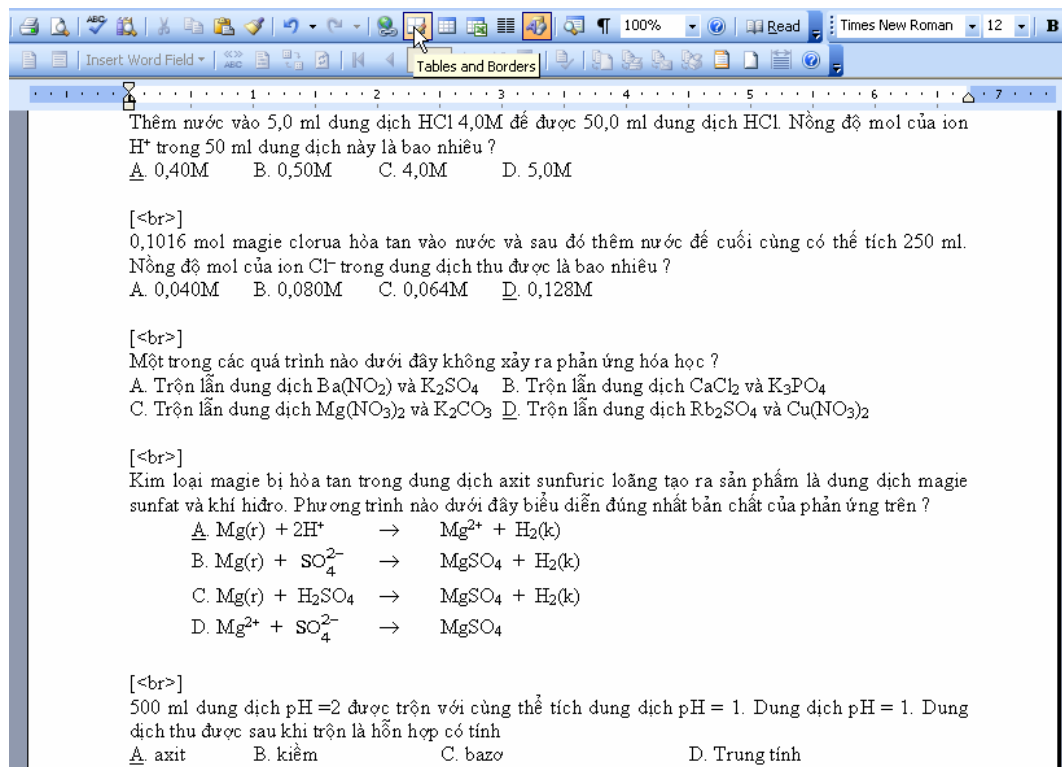 100% Read Times New Roman 12 B
Insert Word Field
Tables and Borders
1 2 3 4 5 6 7
Thêm nước vào 5,0 ml dung dịch HCl 4,0M để được 50,0 ml dung dịch HCl. Nồng độ mol của ion
H⁺ trong 50 ml dung dịch này là bao nhiêu ?
A. 0,40M B. 0,50M C. 4,0M D. 5,0M
[<br>]
0,1016 mol magie clorua hòa tan vào nước và sau đó thêm nước để cuối cùng có thể tích 250 ml.
Nồng độ mol của ion Cl⁻ trong dung dịch thu được là bao nhiêu ?
A. 0,040M B. 0,080M C. 0,064M D. 0,128M
[<br>]
Một trong các quá trình nào dưới đây không xảy ra phản ứng hóa học ?
A. Trộn lẫn dung dịch Ba(NO₂) và K₂SO₄ B. Trộn lẫn dung dịch CaCl₂ và K₃PO₄
C. Trộn lẫn dung dịch Mg(NO₃)₂ và K₂CO₃ D. Trộn lẫn dung dịch Rb₂SO₄ và Cu(NO₃)₂
[<br>]
Kim loại magie bị hòa tan trong dung dịch axit sunfuric loãng tạo ra sản phẩm là dung dịch magie
sunfat và khí hiđro. Phương trình nào dưới đây biểu diễn đúng nhất bản chất của phản ứng trên ?
A. Mg(r) + 2H⁺ → Mg²⁺ + H₂(k)
B. Mg(r) + SO₄²⁻ → MgSO₄ + H₂(k)
C. Mg(r) + H₂SO₄ → MgSO₄ + H₂(k)
D. Mg²⁺ + SO₄²⁻ → MgSO₄
[<br>]
500 ml dung dịch pH =2 được trộn với cùng thể tích dung dịch pH = 1. Dung dịch pH = 1. Dung
dịch thu được sau khi trộn là hỗn hợp có tính
A. axit B. kiềm C. bazơ D. Trung tính